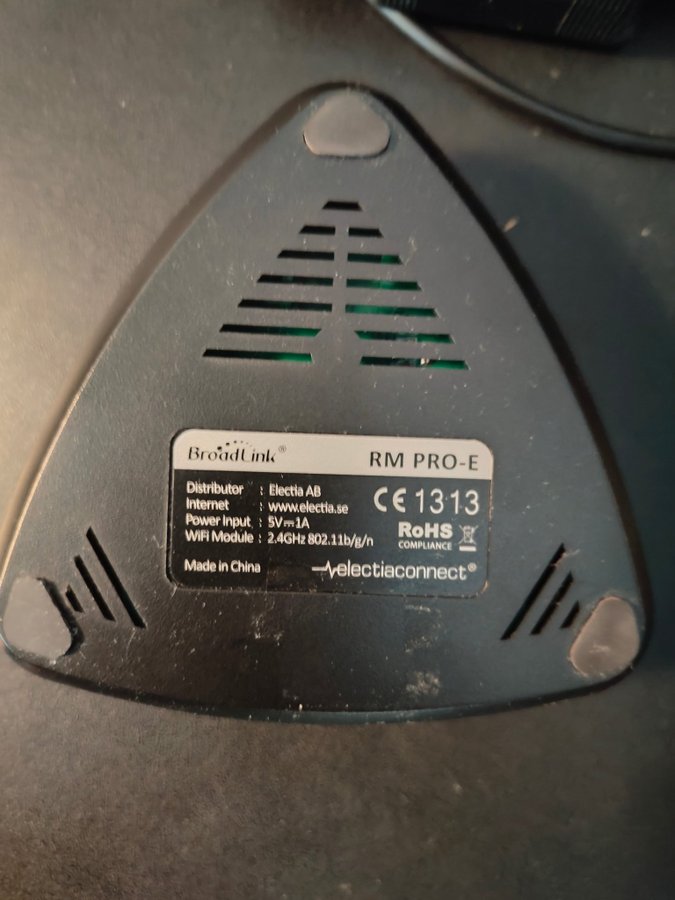 BroadLink® RM PRO-E
Distributor : Electia AB
Internet : www.electia.se
Power Input : 5V⎓1A
WiFi Module : 2.4GHz 802.11b/g/n
CE 1313
RoHS
COMPLIANCE
Made in China
electiaconnect®